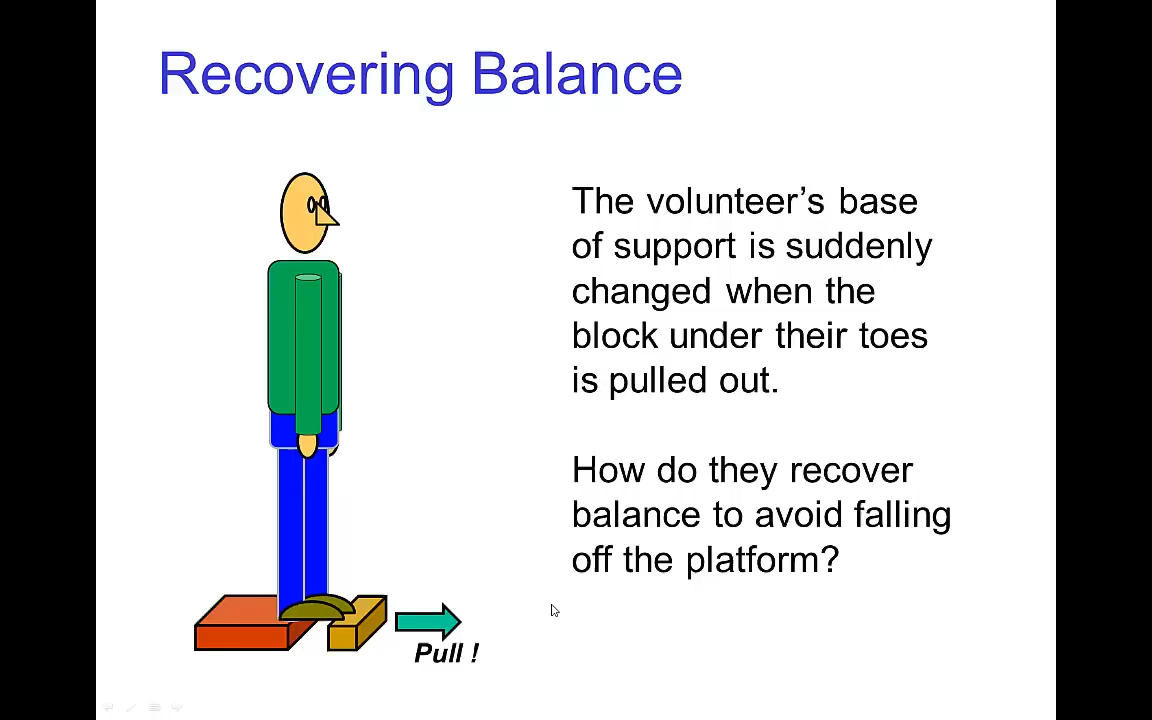 Recovering Balance
The volunteer’s base
of support is suddenly
changed when the
block under their toes
is pulled out.
How do they recover
balance to avoid falling
off the platform?
Pull !